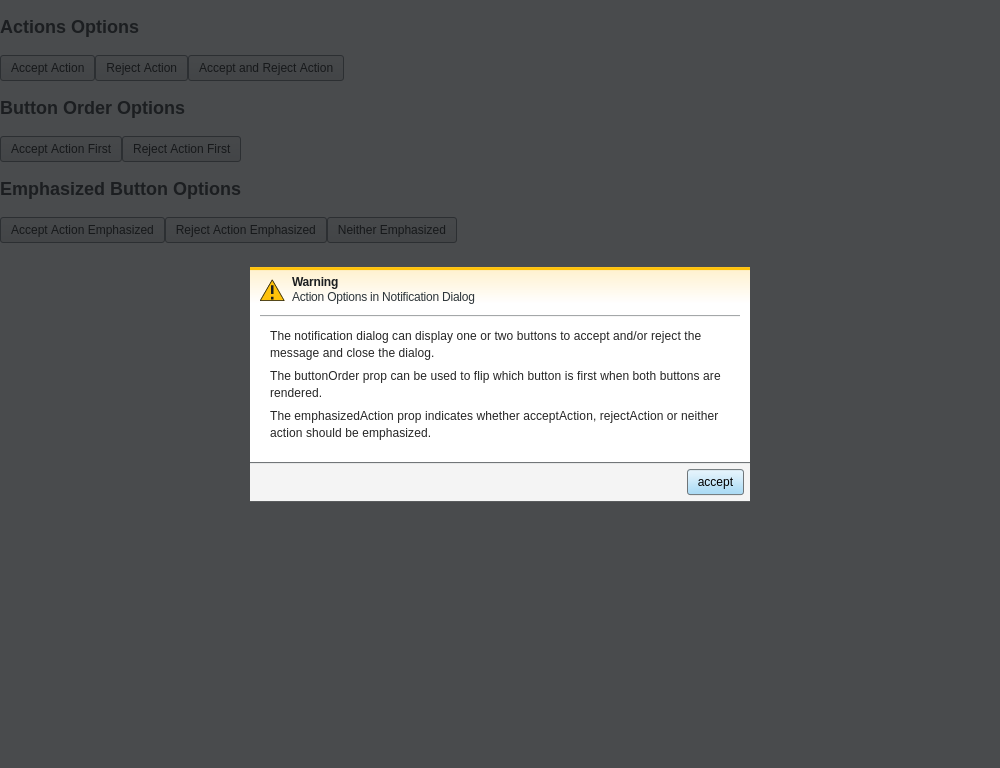 Actions Options
Accept Action Reject Action Accept and Reject Action
Button Order Options
Accept Action First Reject Action First
Emphasized Button Options
Accept Action Emphasized Reject Action Emphasized Neither Emphasized
Warning
Action Options in Notification Dialog
The notification dialog can display one or two buttons to accept and/or reject the
message and close the dialog.
The buttonOrder prop can be used to flip which button is first when both buttons are
rendered.
The emphasizedAction prop indicates whether acceptAction, rejectAction or neither
action should be emphasized.
accept